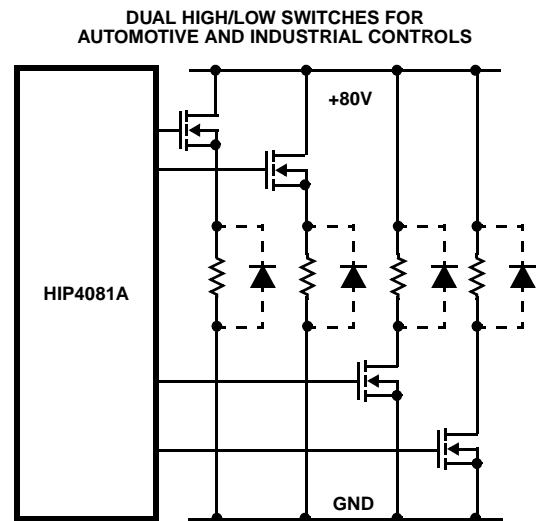 DUAL HIGH/LOW SWITCHES FOR
AUTOMOTIVE AND INDUSTRIAL CONTROLS
+80V
HIP4081A
GND